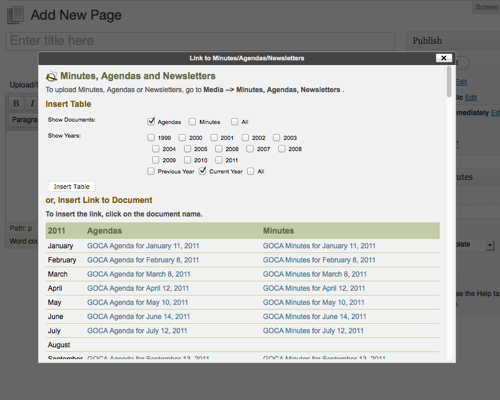 Add New Page
Screen
Enter title here
Publish
Link to Minutes/Agendas/Newsletters
Minutes, Agendas and Newsletters
To upload Minutes, Agendas or Newsletters, go to Media --> Minutes, Agendas, Newsletters .
Insert Table
Show Documents: Agendas Minutes All
Show Years: 1999 2000 2001 2002 2003
2004 2005 2006 2007 2008
2009 2010 2011
Previous Year Current Year All
Insert Table
or, Insert Link to Document
To insert the link, click on the document name.
2011 Agendas Minutes
January GOCA Agenda for January 11, 2011 GOCA Minutes for January 11, 2011
February GOCA Agenda for February 8, 2011 GOCA Minutes for February 8, 2011
March GOCA Agenda for March 8, 2011 GOCA Minutes for March 8, 2011
April GOCA Agenda for April 12, 2011 GOCA Minutes for April 12, 2011
May GOCA Agenda for May 10, 2011 GOCA Minutes for May 10, 2011
June GOCA Agenda for June 14, 2011 GOCA Minutes for June 14, 2011
July GOCA Agenda for July 12, 2011 GOCA Minutes for July 12, 2011
August
September GOCA Agenda for September 13, 2011 GOCA Minutes for September 13, 2011
Upload/I
B I
Paragra
Path: p
Word cou
Edit
lic Edit
mmediately Edit
nutes
plate
se the Help ta